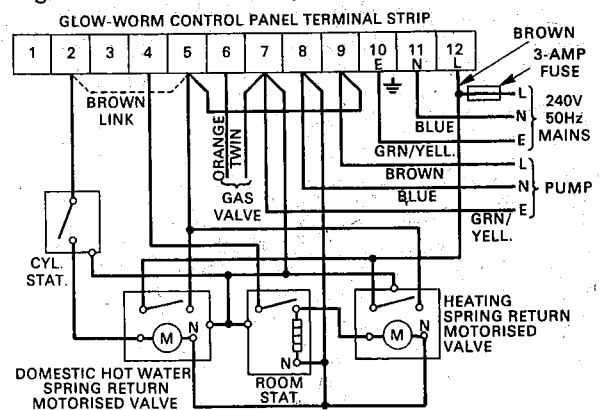 GLOW-WORM CONTROL PANEL TERMINAL STRIP
1 2 3 4 5 6 7 8 9 10 11 12
E N L
BROWN
3-AMP
FUSE
BROWN
LINK
ORANGE
TWIN
GAS
VALVE
L
N
E
240V
50Hz
MAINS
BLUE
GRN/YELL.
BROWN
BLUE
GRN/
YELL.
L
N
E
PUMP
CYL.
STAT.
M
N
N
M
N
DOMESTIC HOT WATER
SPRING RETURN
MOTORISED VALVE
ROOM
STAT.
HEATING
SPRING RETURN
MOTORISED
VALVE